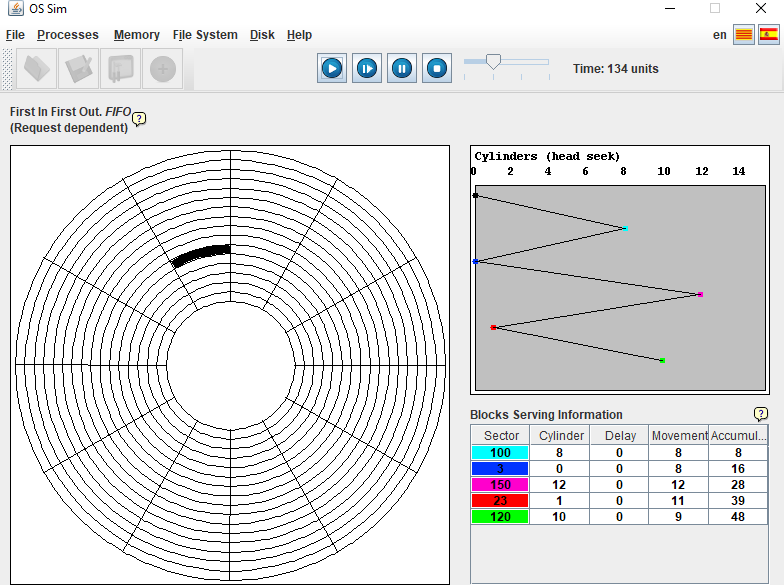 OS Sim
File Processes Memory File System Disk Help en
Time: 134 units
First In First Out. FIFO ?
(Request dependent)
Cylinders (head seek)
0 2 4 6 8 10 12 14
Blocks Serving Information ?
Sector Cylinder Delay Movement Accumul...
100 8 0 8 8
3 0 0 8 16
150 12 0 12 28
23 1 0 11 39
120 10 0 9 48